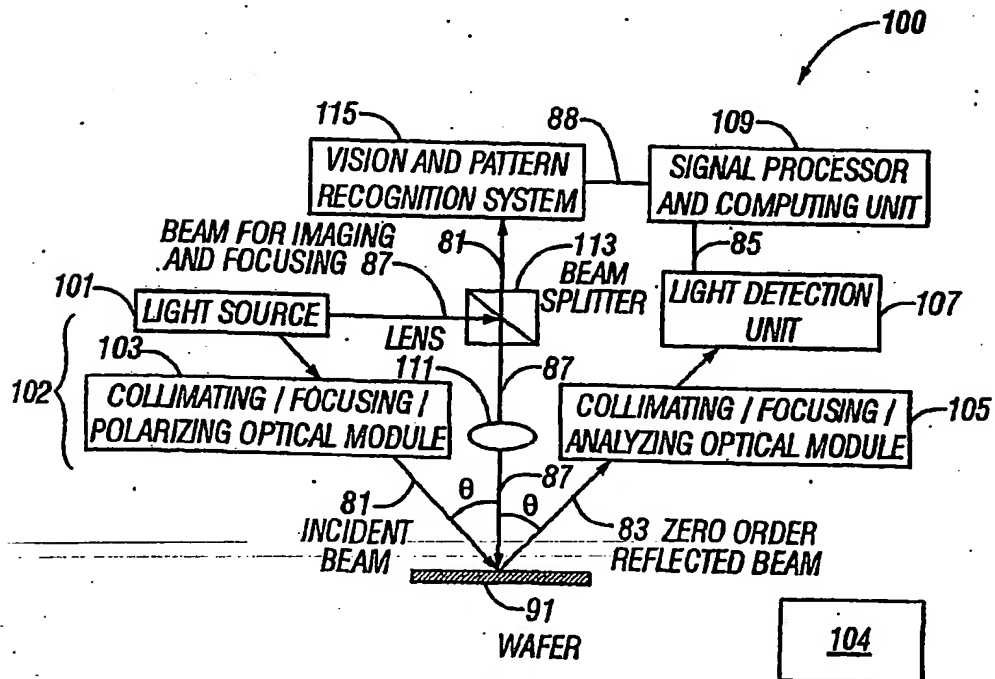 100
115
88
109
VISION AND PATTERN
RECOGNITION SYSTEM
SIGNAL PROCESSOR
AND COMPUTING UNIT
BEAM FOR IMAGING
AND FOCUSING 87
81
113
BEAM
SPLITTER
85
101
LIGHT SOURCE
LIGHT DETECTION
UNIT
107
102
103
LENS
111
87
COLLIMATING / FOCUSING /
POLARIZING OPTICAL MODULE
COLLIMATING / FOCUSING /
ANALYZING OPTICAL MODULE
105
81
INCIDENT
BEAM
θ
87
θ
83 ZERO ORDER
REFLECTED BEAM
91
WAFER
104